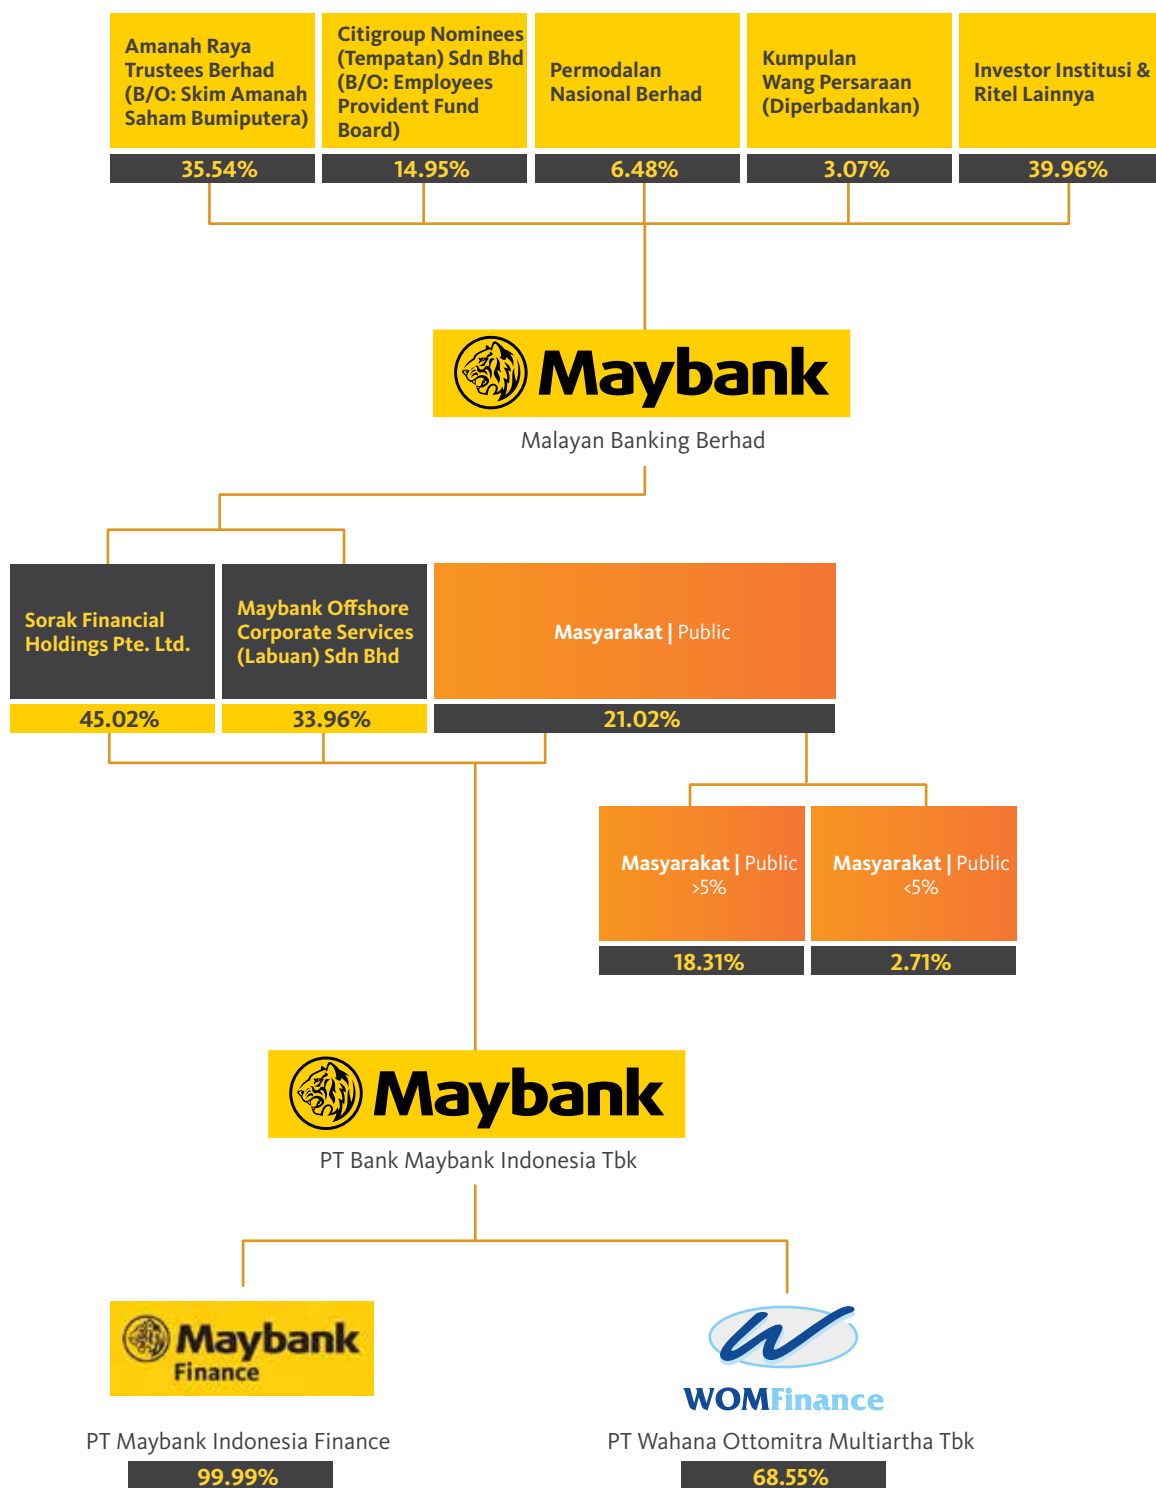 Amanah Raya
Trustees Berhad
(B/O: Skim Amanah
Saham Bumiputera)
35.54%
Citigroup Nominees
(Tempatan) Sdn Bhd
(B/O: Employees
Provident Fund
Board)
14.95%
Permodalan
Nasional Berhad
6.48%
Kumpulan
Wang Persaraan
(Diperbadankan)
3.07%
Investor Institusi &
Ritel Lainnya
39.96%
Maybank
Malayan Banking Berhad
Sorak Financial
Holdings Pte. Ltd.
45.02%
Maybank Offshore
Corporate Services
(Labuan) Sdn Bhd
33.96%
Masyarakat | Public
21.02%
Masyarakat | Public
>5%
18.31%
Masyarakat | Public
<5%
2.71%
Maybank
PT Bank Maybank Indonesia Tbk
Maybank
Finance
PT Maybank Indonesia Finance
99.99%
WOMFinance
PT Wahana Ottomitra Multiartha Tbk
68.55%